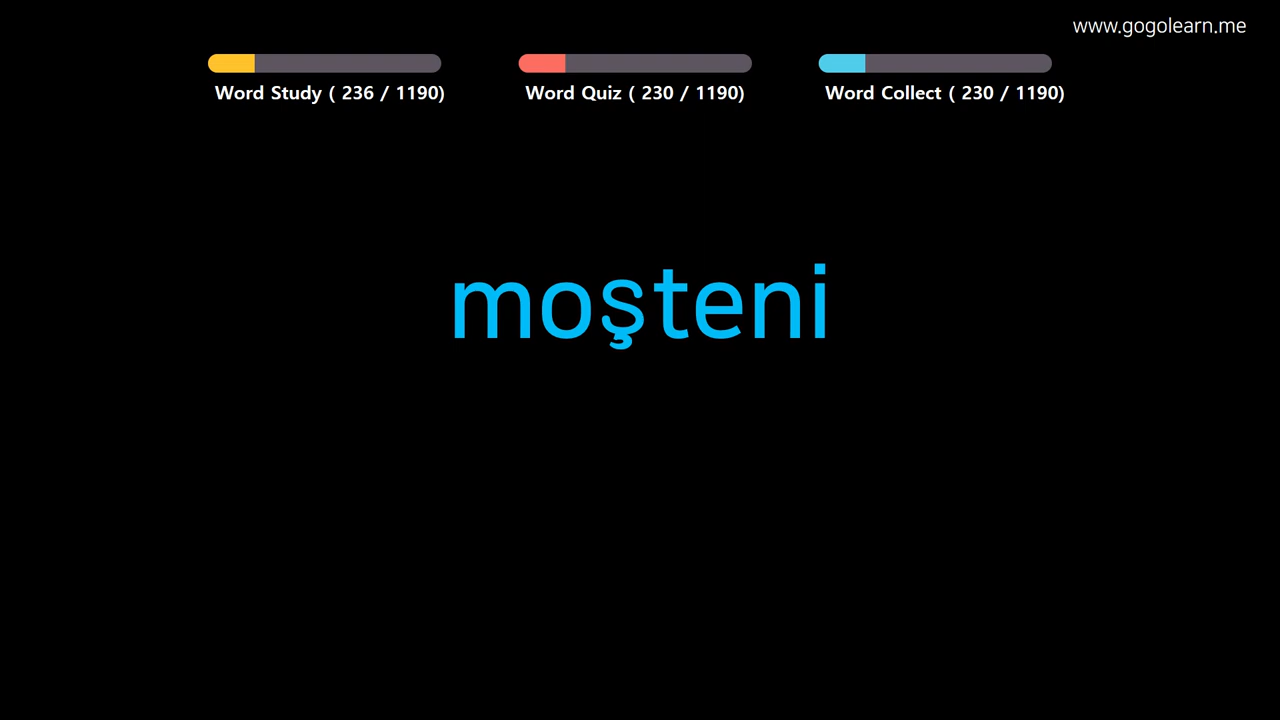 www.gogolearn.me
Word Study ( 236 / 1190)
Word Quiz ( 230 / 1190)
Word Collect ( 230 / 1190)
moşteni